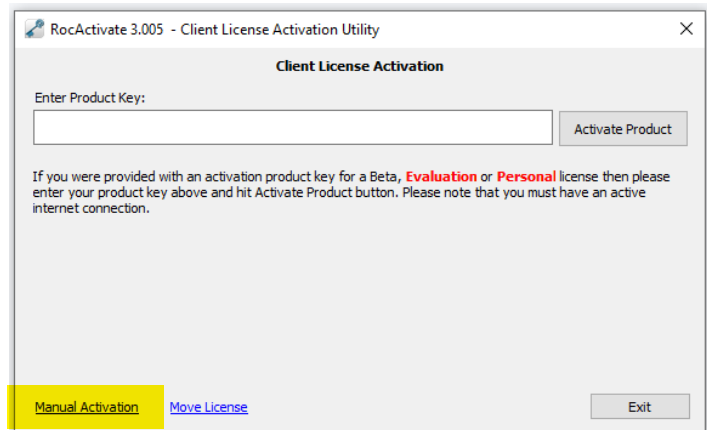 RocActivate 3.005 - Client License Activation Utility
Client License Activation
Enter Product Key:
Activate Product
If you were provided with an activation product key for a Beta, Evaluation or Personal license then please
enter your product key above and hit Activate Product button. Please note that you must have an active
internet connection.
Manual Activation Move License Exit